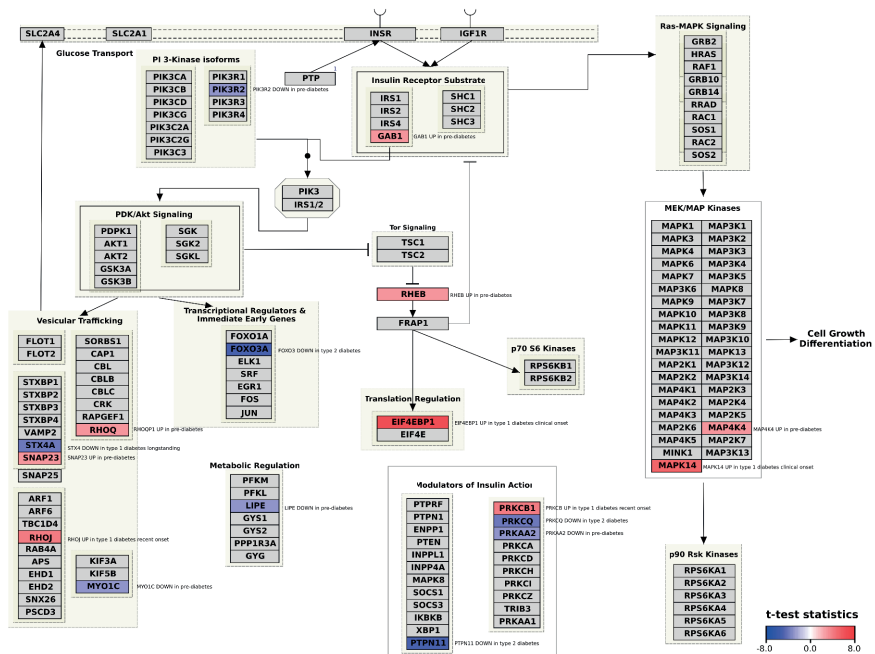 SLC2A4
SLC2A1
INSR
IGF1R
Glucose Transport
PTP
PI 3-Kinase isoforms
PIK3CA
PIK3CB
PIK3CD
PIK3CG
PIK3C2A
PIK3C2G
PIK3C3
PIK3R1
PIK3R2
PIK3R3
PIK3R4
PIK3R2 DOWN in pre-diabetes
Insulin Receptor Substrate
IRS1
IRS2
IRS4
GAB1
SHC1
SHC2
SHC3
GAB1 UP in pre-diabetes
Ras-MAPK Signaling
GRB2
HRAS
RAF1
GRB10
GRB14
RRAD
RAC1
SOS1
RAC2
SOS2
PIK3
IRS1/2
PDK/Akt Signaling
PDPK1
AKT1
AKT2
GSK3A
GSK3B
SGK
SGK2
SGKL
Tor Signaling
TSC1
TSC2
RHEB
RHEB UP in pre-diabetes
FRAP1
MEK/MAP Kinases
MAPK1 MAP3K1
MAPK3 MAP3K2
MAPK4 MAP3K3
MAPK6 MAP3K4
MAPK7 MAP3K5
MAP3K6 MAPK8
MAPK9 MAP3K7
MAPK10 MAP3K8
MAPK11 MAP3K9
MAPK12 MAP3K10
MAP3K11 MAPK13
MAP2K1 MAP3K12
MAP2K2 MAP3K14
MAP4K1 MAP2K3
MAP4K2 MAP2K4
MAP4K3 MAP2K5
MAP2K6 MAP4K4
MAP4K5 MAP2K7
MINK1 MAP3K13
MAPK14
MAP4K4 UP in pre-diabetes
MAPK14 UP in type 1 diabetes clinical onset
Cell Growth
Differentiation
Vesicular Trafficking
FLOT1
FLOT2
STXBP1
STXBP2
STXBP3
STXBP4
VAMP2
STX4A
SNAP23
SNAP25
SORBS1
CAP1
CBL
CBLB
CBLC
CRK
RAPGEF1
RHOQ
RHOQP1 UP in pre-diabetes
STX4 DOWN in type 1 diabetes longstanding
SNAP23 UP in pre-diabetes
ARF1
ARF6
TBC1D4
RHOJ
RAB4A
APS
EHD1
EHD2
SNX26
PSCD3
RHOJ UP in type 1 diabetes recent onset
KIF3A
KIF5B
MYO1C
MYO1C DOWN in pre-diabetes
Transcriptional Regulators &
Immediate Early Genes
FOXO1A
FOXO3A
ELK1
SRF
EGR1
FOS
JUN
FOXO3 DOWN in type 2 diabetes
p70 S6 Kinases
RPS6KB1
RPS6KB2
Translation Regulation
EIF4EBP1
EIF4E
EIF4EBP1 UP in type 1 diabetes clinical onset
Metabolic Regulation
PFKM
PFKL
LIPE
GYS1
GYS2
PPP1R3A
GYG
LIPE DOWN in pre-diabetes
Modulators of Insulin Action
PTPRF
PTPN1
ENPP1
PTEN
INPPL1
INPP4A
MAPK8
SOCS1
SOCS3
IKBKB
XBP1
PTPN11
PTPN11 DOWN in type 2 diabetes
PRKCB1
PRKCQ
PRKAA2
PRKCA
PRKCD
PRKCH
PRKCI
PRKCZ
TRIB3
PRKAA1
PRKCB UP in type 1 diabetes recent onset
PRKCQ DOWN in type 2 diabetes
PRKAA2 DOWN in pre-diabetes
p90 Rsk Kinases
RPS6KA1
RPS6KA2
RPS6KA3
RPS6KA4
RPS6KA5
RPS6KA6
t-test statistics
-8.0 0.0 8.0